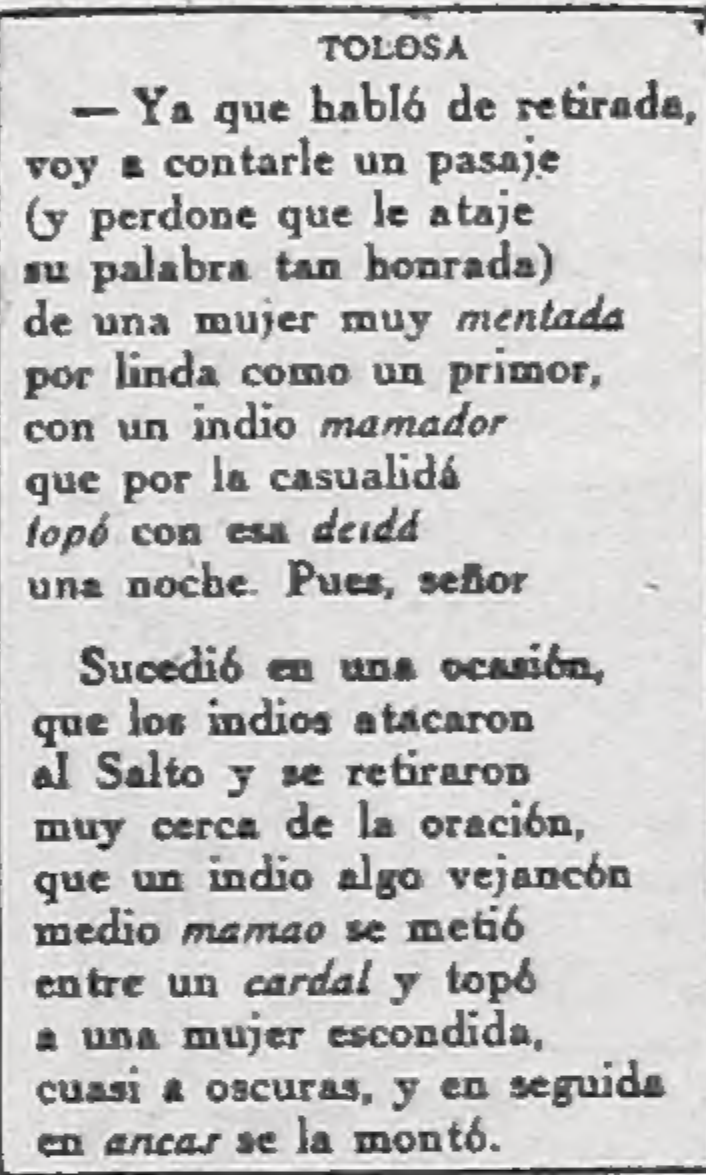 TOLOSA
— Ya que habló de retirada,
voy a contarle un pasaje
(y perdone que le ataje
su palabra tan honrada)
de una mujer muy mentada
por linda como un primor,
con un indio mamador
que por la casualidá
topó con esa deidá
una noche. Pues, señor
Sucedió en una ocasión,
que los indios atacaron
al Salto y se retiraron
muy cerca de la oración,
que un indio algo vejancón
medio mamao se metió
entre un cardal y topó
a una mujer escondida,
cuasi a oscuras, y en seguida
en ancas se la montó.